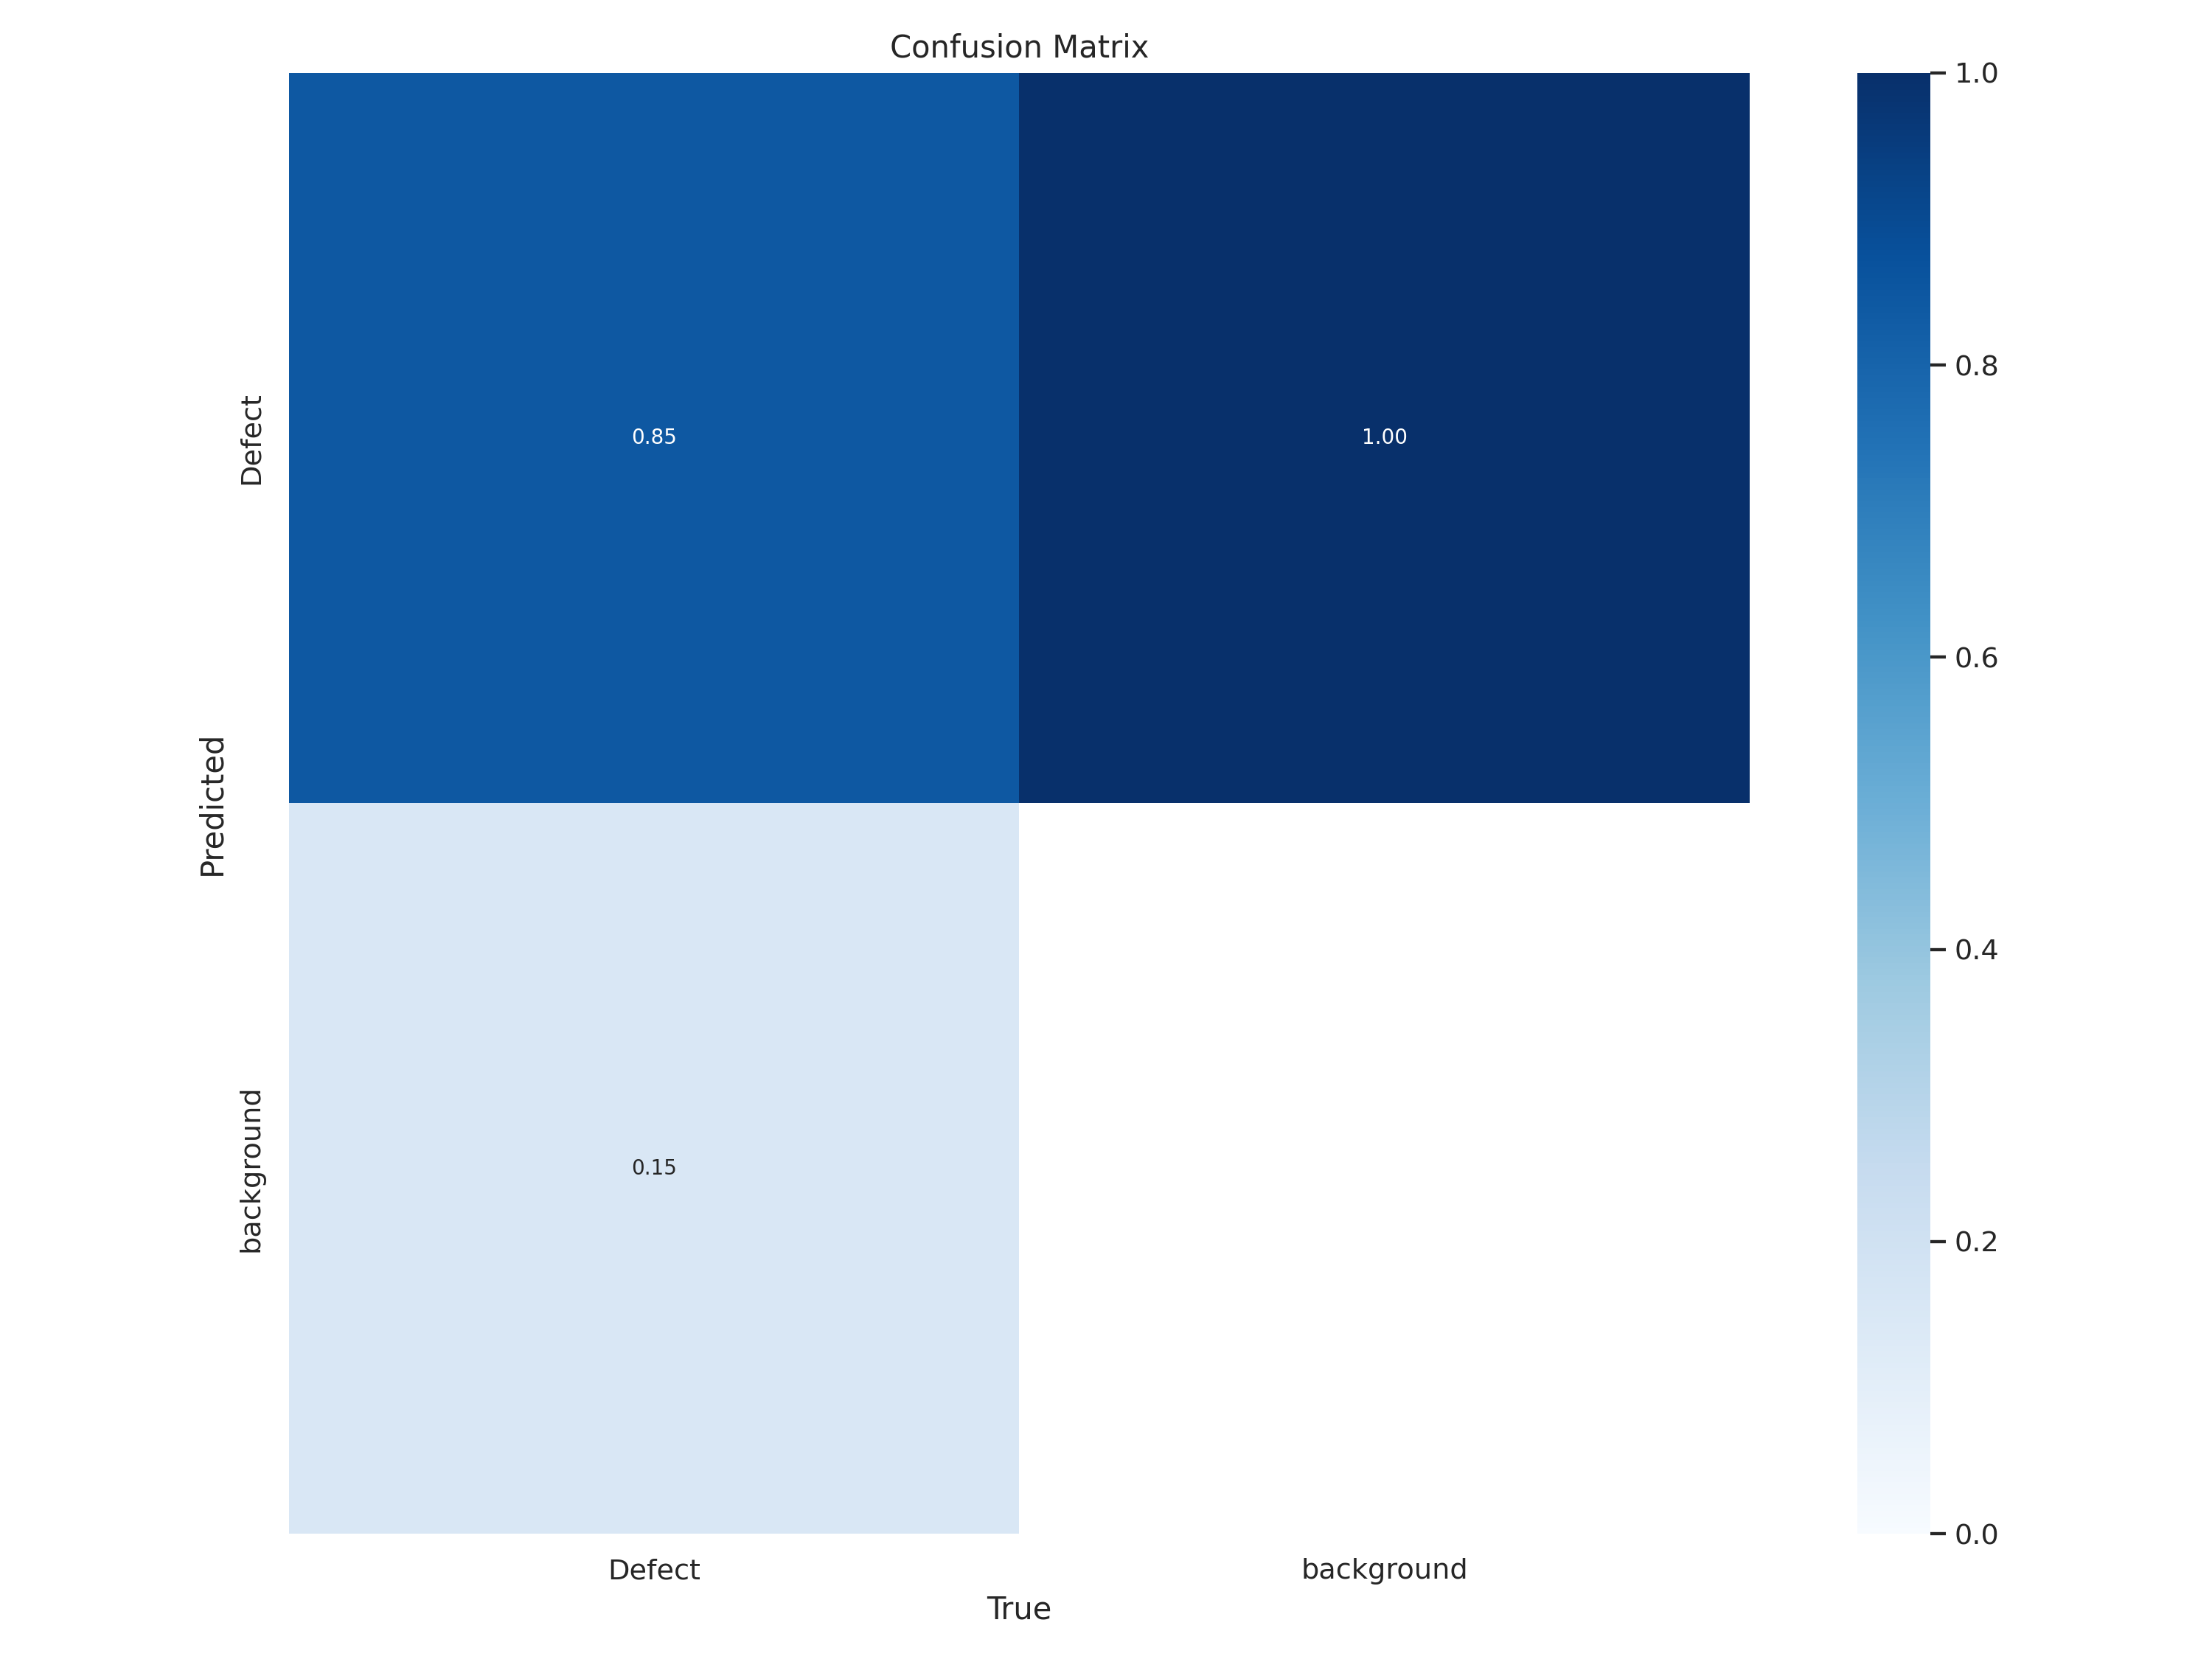 Confusion Matrix
1.0
0.8
0.6
0.4
0.2
0.0
Predicted
Defect
background
0.85
1.00
0.15
Defect
background
True